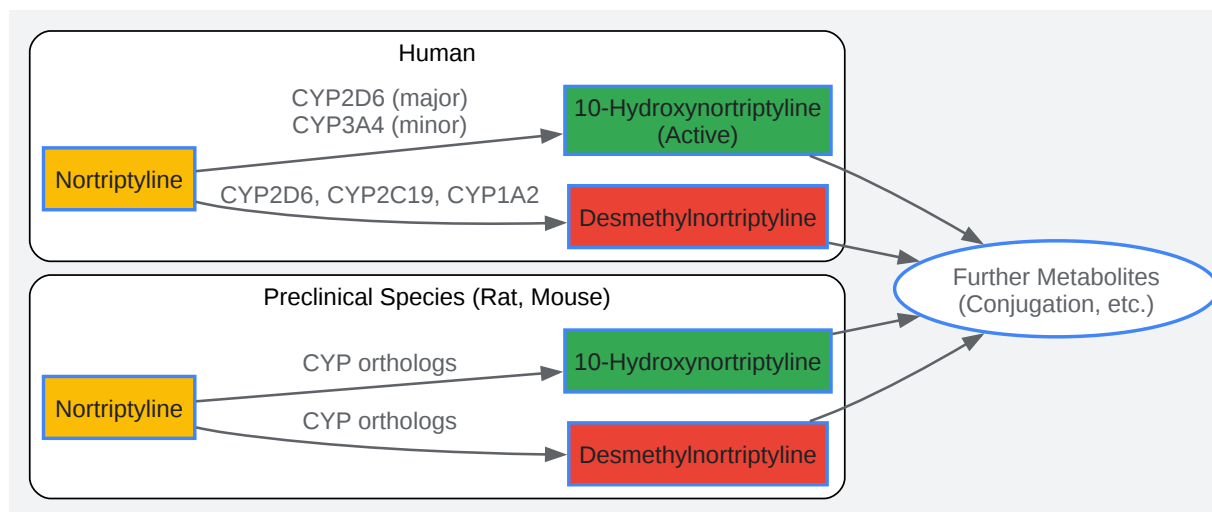 Human
CYP2D6 (major)
CYP3A4 (minor)
10-Hydroxynortriptyline
(Active)
Nortriptyline
CYP2D6, CYP2C19, CYP1A2
Desmethylnortriptyline
Further Metabolites
(Conjugation, etc.)
Preclinical Species (Rat, Mouse)
CYP orthologs
10-Hydroxynortriptyline
Nortriptyline
CYP orthologs
Desmethylnortriptyline